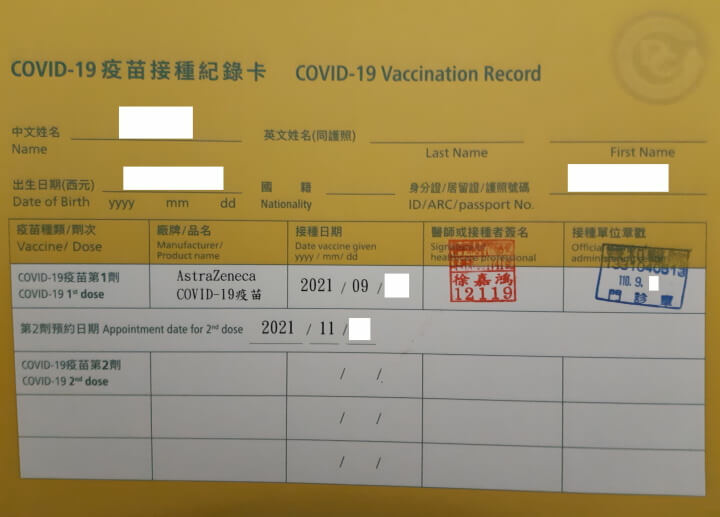 COVID-19 疫苗接種紀錄卡 COVID-19 Vaccination Record
中文姓名 英文姓名(同護照)
Name Last Name First Name
出生日期(西元) 國籍 身分證/居留證/護照號碼
Date of Birth yyyy mm dd Nationality ID/ARC/passport No.
疫苗種類/劑次 廠牌/品名 接種日期 醫師或接種者簽名 接種單位章戳
Vaccine/ Dose Manufacturer/ Date vaccine given
Product name yyyy / mm/ dd professional
COVID-19疫苗第1劑 AstraZeneca 2021 / 09 / 徐嘉鴻 110. 9.
COVID-19 1st dose COVID-19疫苗 12119 門診章
第2劑預約日期 Appointment date for 2nd dose 2021 / 11 /
COVID-19疫苗第2劑 / /
COVID-19 2nd dose
/ /
/ /